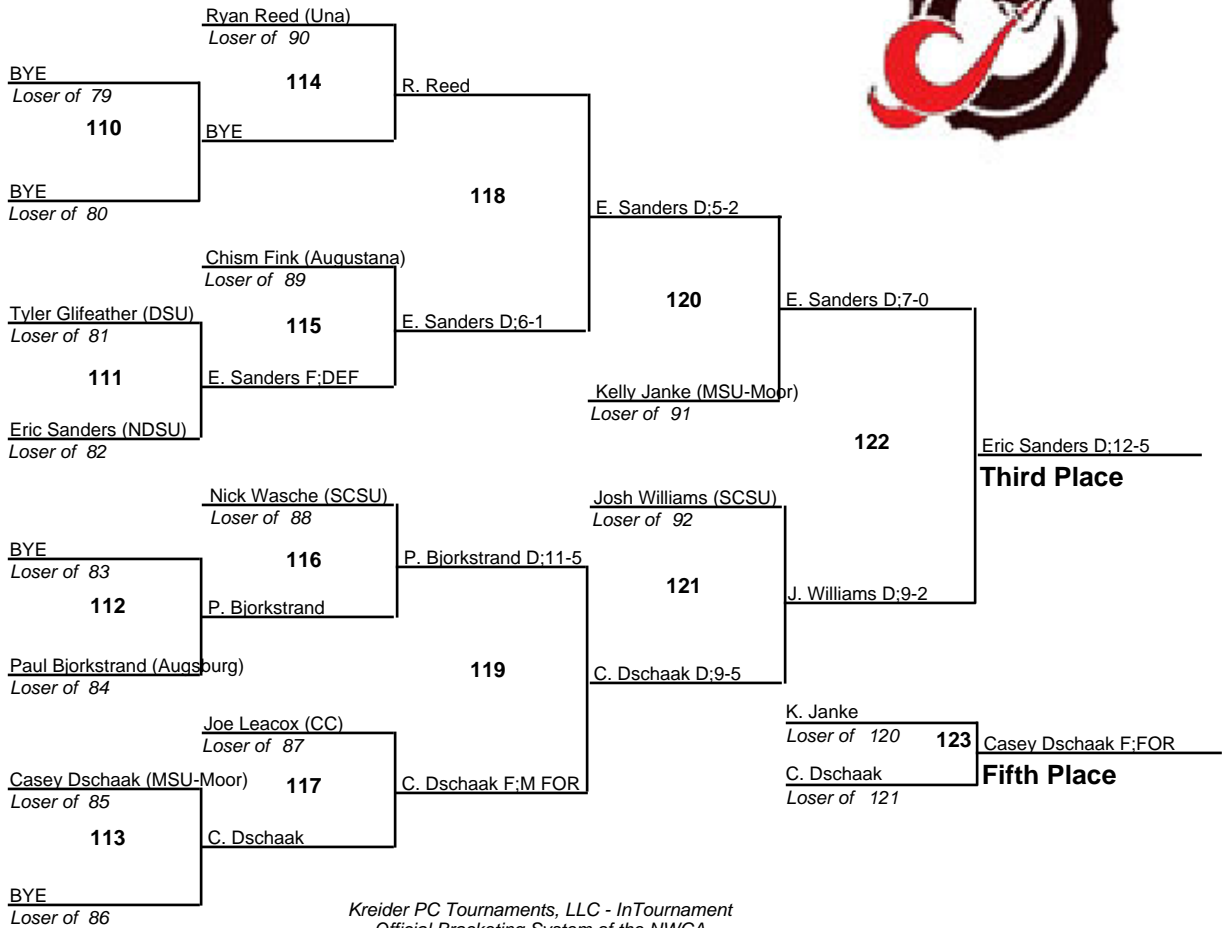 Ryan Reed (Una)
Loser of 90
BYE
Loser of 79
114
R. Reed
110
BYE
BYE
Loser of 80
118
E. Sanders D;5-2
Chism Fink (Augustana)
Loser of 89
120
E. Sanders D;7-0
Tyler Glifeather (DSU)
Loser of 81
115
E. Sanders D;6-1
111
E. Sanders F;DEF
Kelly Janke (MSU-Moor)
Loser of 91
Eric Sanders (NDSU)
Loser of 82
122
Eric Sanders D;12-5
Third Place
Nick Wasche (SCSU)
Loser of 88
Josh Williams (SCSU)
Loser of 92
BYE
Loser of 83
116
P. Bjorkstrand D;11-5
121
112
P. Bjorkstrand
J. Williams D;9-2
Paul Bjorkstrand (Augsburg)
Loser of 84
119
C. Dschaak D;9-5
Joe Leacox (CC)
Loser of 87
K. Janke
Loser of 120
123
Casey Dschaak F;FOR
Fifth Place
Casey Dschaak (MSU-Moor)
Loser of 85
117
C. Dschaak F;M FOR
C. Dschaak
Loser of 121
113
C. Dschaak
BYE
Loser of 86
Kreider PC Tournaments, LLC - InTournament
Official Bracketing System of the NWCA